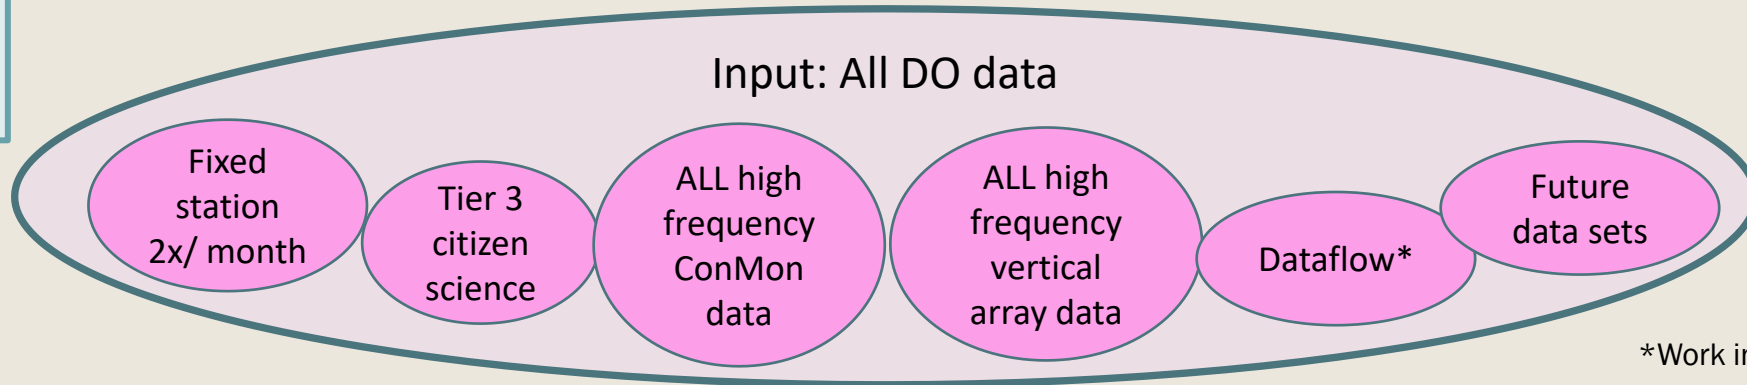 Input: All DO data
Fixed
station
2x/ month
Tier 3
citizen
science
ALL high
frequency
ConMon
data
ALL high
frequency
vertical
array data
Dataflow*
Future
data sets
*Work in